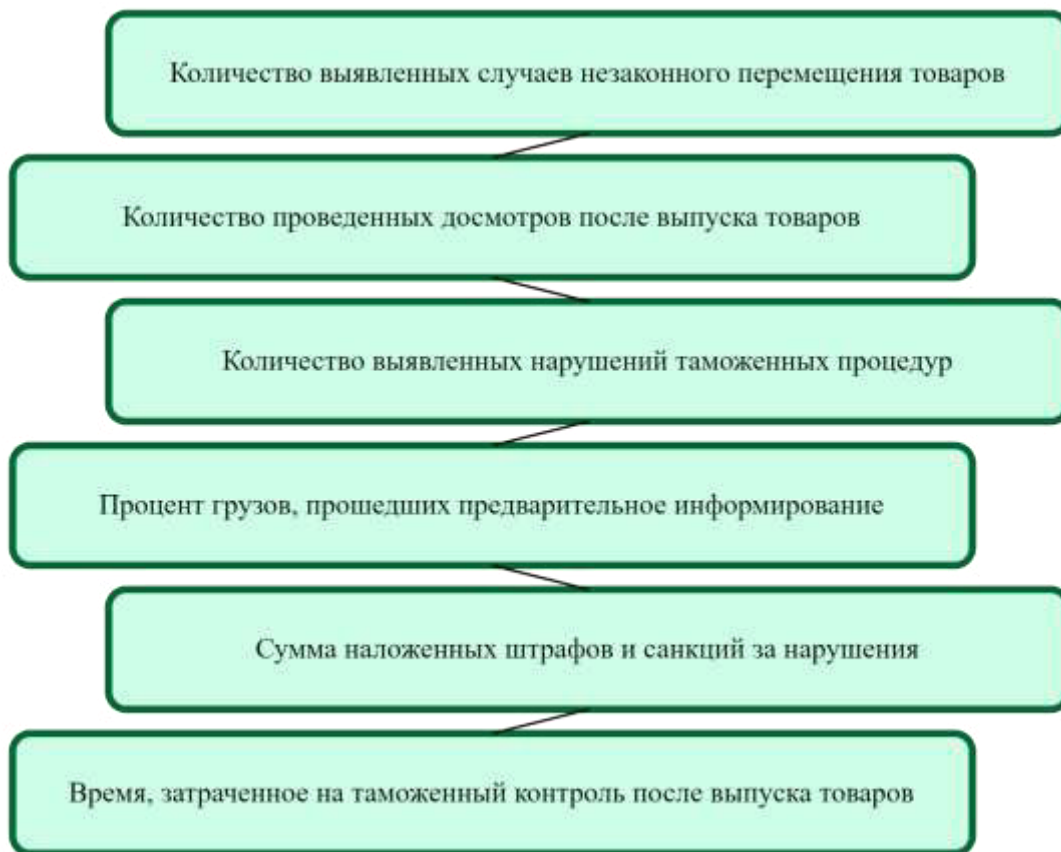 Количество выявленных случаев незаконного перемещения товаров
Количество проведенных досмотров после выпуска товаров
Количество выявленных нарушений таможенных процедур
Процент грузов, прошедших предварительное информирование
Сумма наложенных штрафов и санкций за нарушения
Время, затраченное на таможенный контроль после выпуска товаров